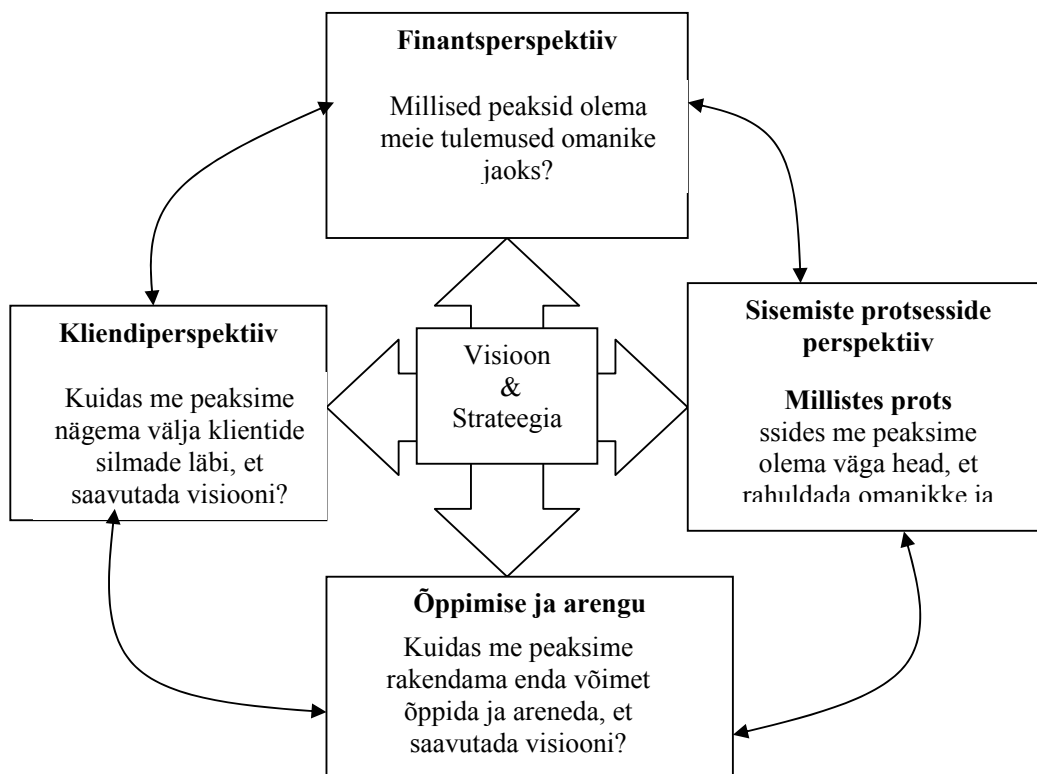 Finantsperspektiiv
Millised peaksid olema
meie tulemused omanike
jaoks?
Kliendiperspektiiv
Kuidas me peaksime
nägema välja klientide
silmade läbi, et
saavutada visiooni?
Visioon
&
Strateegia
Sisemiste protsesside
perspektiiv
Millistes prots
ssides me peaksime
olema väga head, et
rahuldada omanikke ja
Õppimise ja arengu
Kuidas me peaksime
rakendama enda võimet
õppida ja areneda, et
saavutada visiooni?